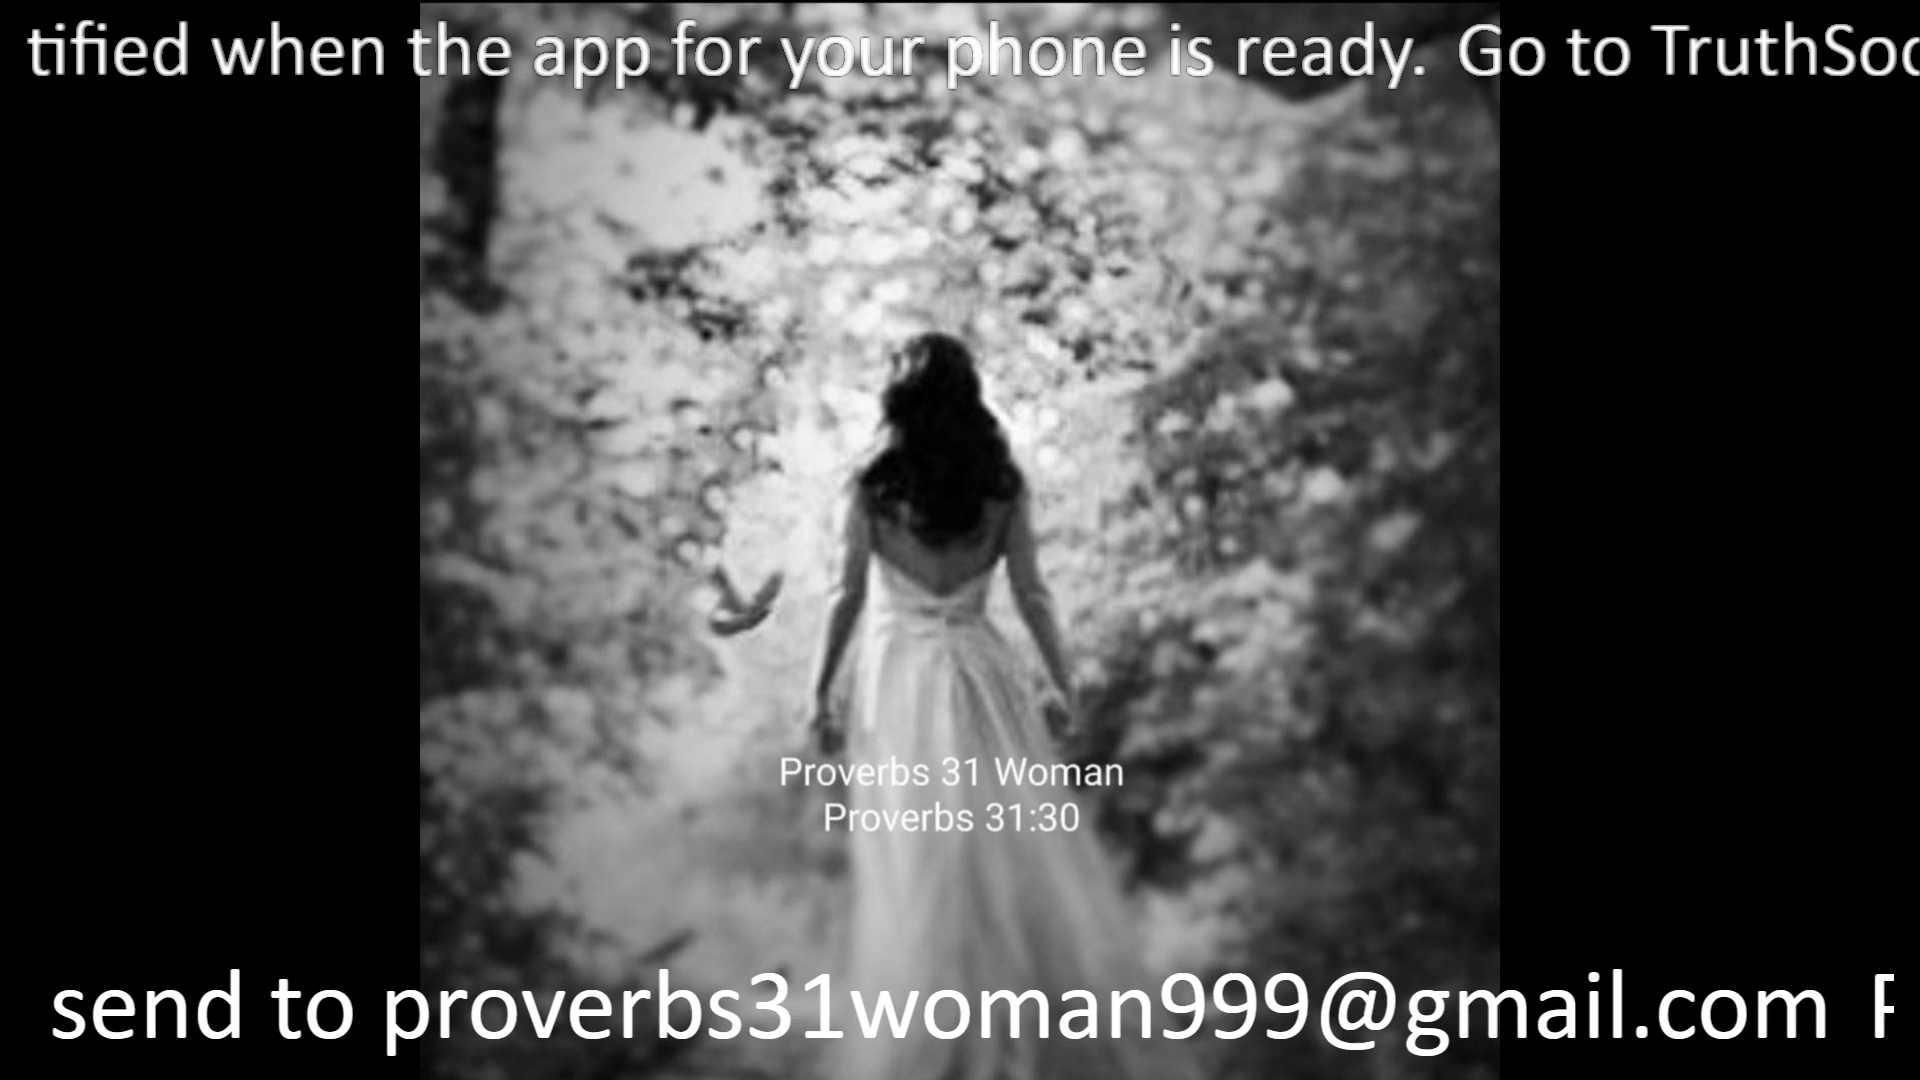 tified when the app for your phone is ready. Go to TruthSoc
Proverbs 31 Woman
Proverbs 31:30
send to proverbs31woman999@gmail.com